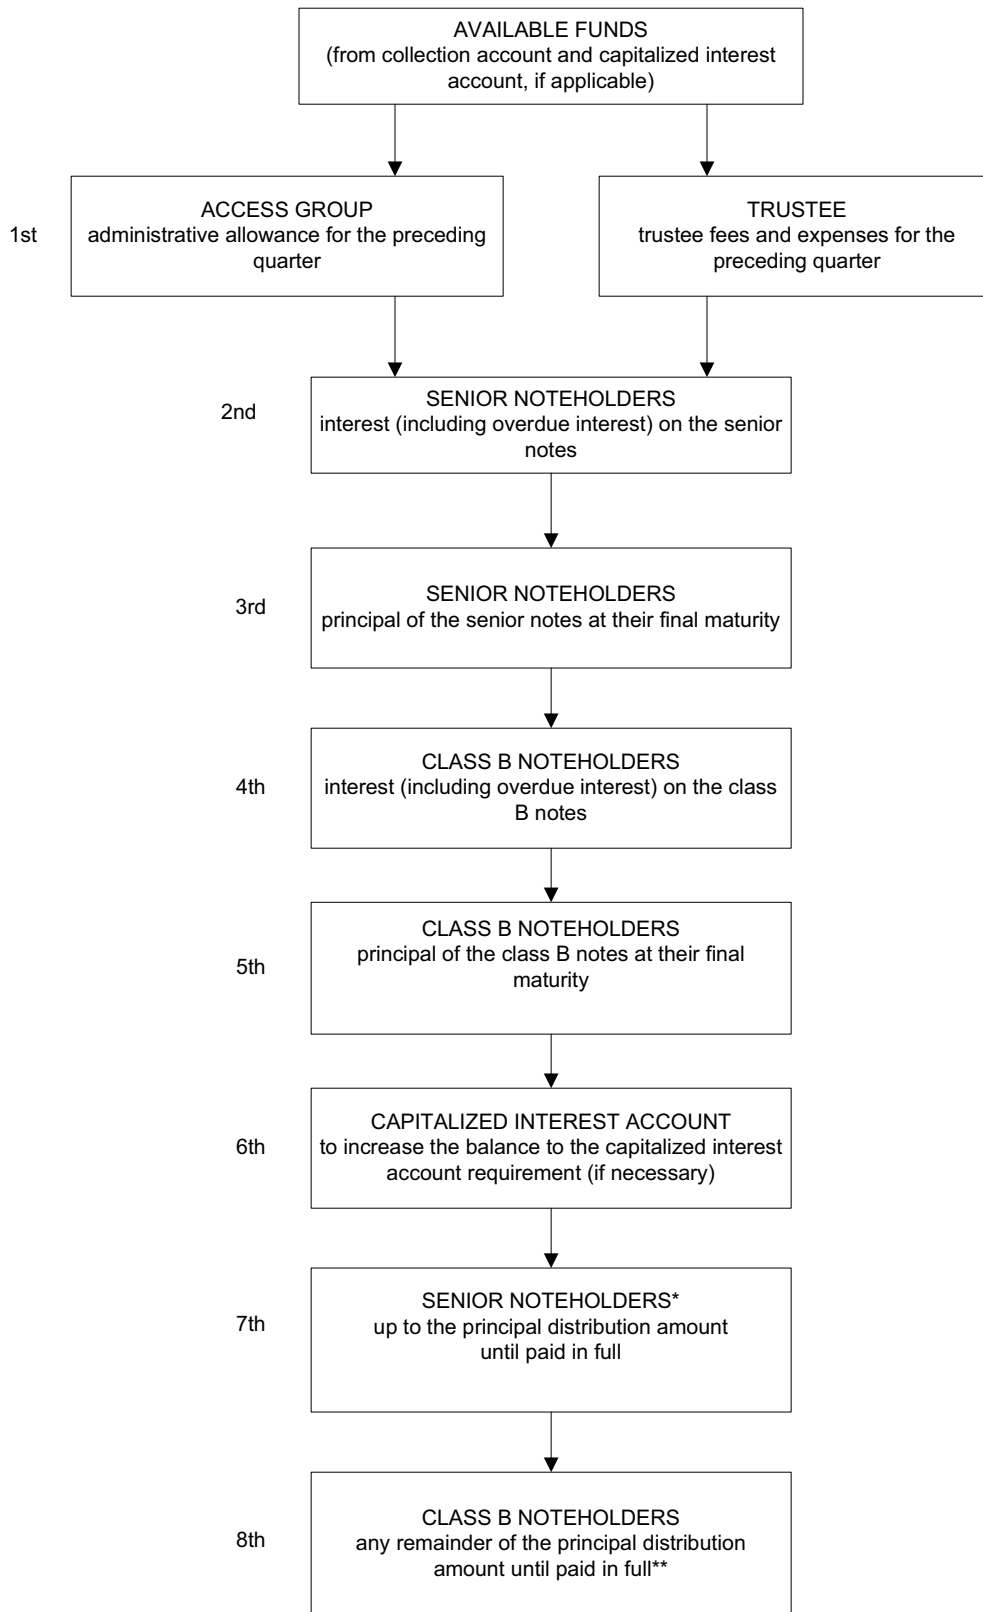 AVAILABLE FUNDS
(from collection account and capitalized interest
account, if applicable)
1st
ACCESS GROUP
administrative allowance for the preceding
quarter
TRUSTEE
trustee fees and expenses for the
preceding quarter
2nd
SENIOR NOTEHOLDERS
interest (including overdue interest) on the senior
notes
3rd
SENIOR NOTEHOLDERS
principal of the senior notes at their final maturity
4th
CLASS B NOTEHOLDERS
interest (including overdue interest) on the class
B notes
5th
CLASS B NOTEHOLDERS
principal of the class B notes at their final
maturity
6th
CAPITALIZED INTEREST ACCOUNT
to increase the balance to the capitalized interest
account requirement (if necessary)
7th
SENIOR NOTEHOLDERS*
up to the principal distribution amount
until paid in full
8th
CLASS B NOTEHOLDERS
any remainder of the principal distribution
amount until paid in full**